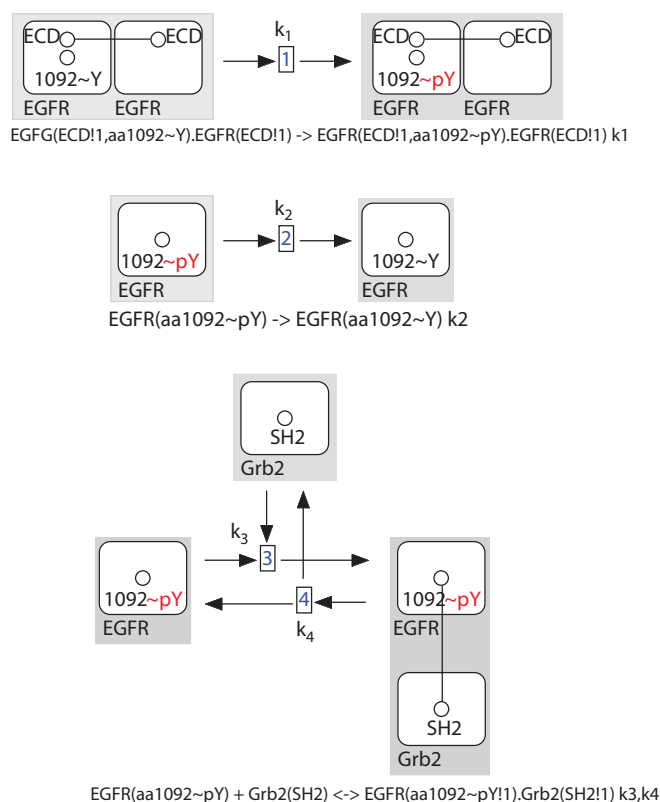 k1
ECD ECD 1 ECD ECD
1092~Y 1092~pY
EGFR EGFR EGFR EGFR
EGFG(ECD!1,aa1092~Y).EGFR(ECD!1) -> EGFR(ECD!1,aa1092~pY).EGFR(ECD!1) k1
k2
2
1092~pY 1092~Y
EGFR EGFR
EGFR(aa1092~pY) -> EGFR(aa1092~Y) k2
SH2
Grb2
k3
3
1092~pY 4 1092~pY
EGFR k4 EGFR
SH2
Grb2
EGFR(aa1092~pY) + Grb2(SH2) <-> EGFR(aa1092~pY!1).Grb2(SH2!1) k3,k4